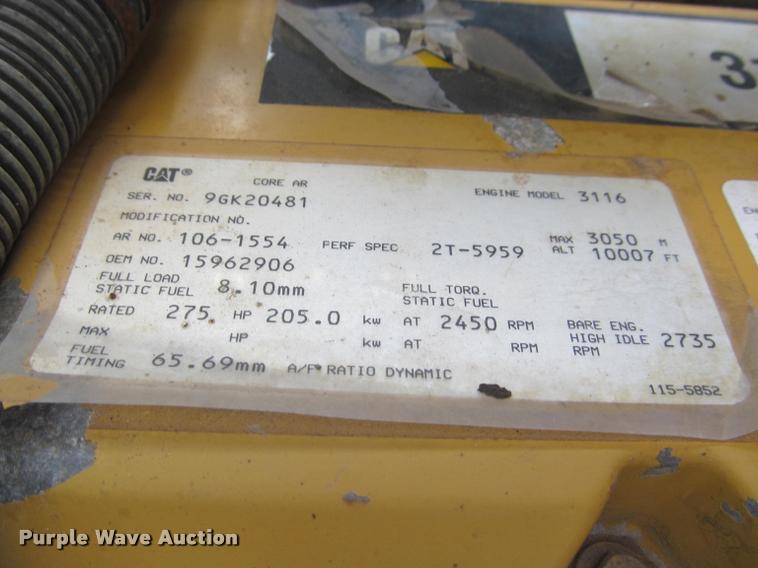 CAT
3
CAT® CORE AR
SER. NO. 9GK20481 ENGINE MODEL 3116
MODIFICATION NO.
AR NO. 106-1554 PERF SPEC 2T-5959 MAX ALT 3050 M 10007 FT
OEM NO. 15962906
FULL LOAD STATIC FUEL 8.10mm FULL TORQ. STATIC FUEL
RATED 275 HP 205.0 kw AT 2450 RPM BARE ENG. HIGH IDLE RPM 2735
MAX HP kw AT RPM
FUEL TIMING 65.69mm A/F RATIO DYNAMIC
115-5852
Purple Wave Auction